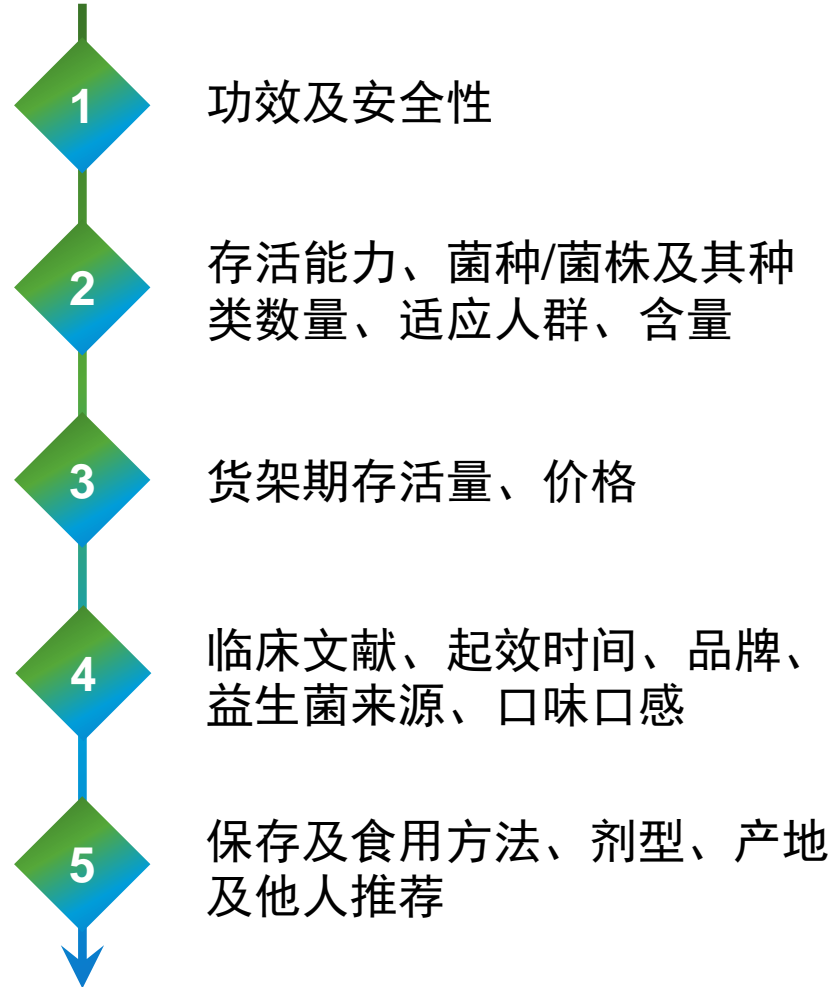 1
功效及安全性
2
存活能力、菌种/菌株及其种
类数量、适应人群、含量
3
货架期存活量、价格
4
临床文献、起效时间、品牌、
益生菌来源、口味口感
5
保存及食用方法、剂型、产地
及他人推荐